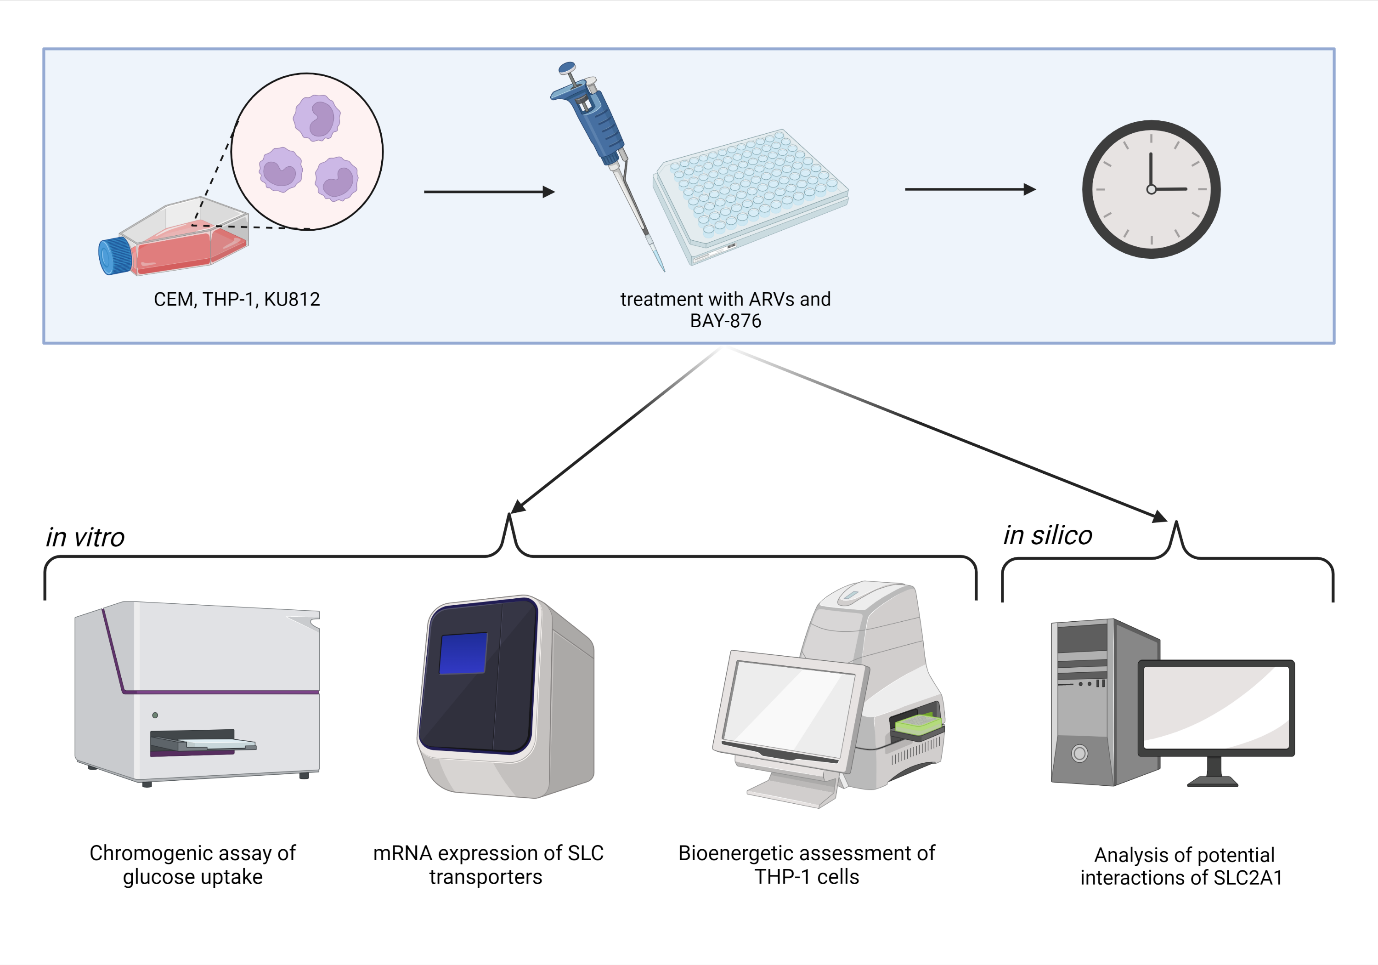 CEM, THP-1, KU812
treatment with ARVs and
BAY-876
in vitro
in silico
Chromogenic assay of
glucose uptake
mRNA expression of SLC
transporters
Bioenergetic assessment of
THP-1 cells
Analysis of potential
interactions of SLC2A1